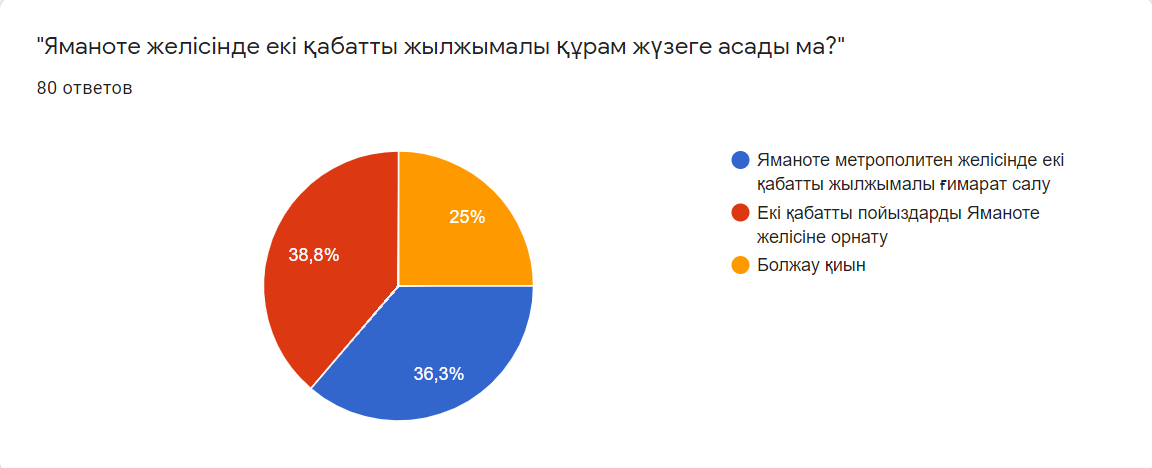 "Яманоте желісінде екі қабатты жылжымалы құрам жүзеге асады ма?"
80 ответов
25%
38,8%
36,3%
Яманоте метрополитен желісінде екі
қабатты жылжымалы ғимарат салу
Екі қабатты пойыздарды Яманоте
желісіне орнату
Болжау қиын